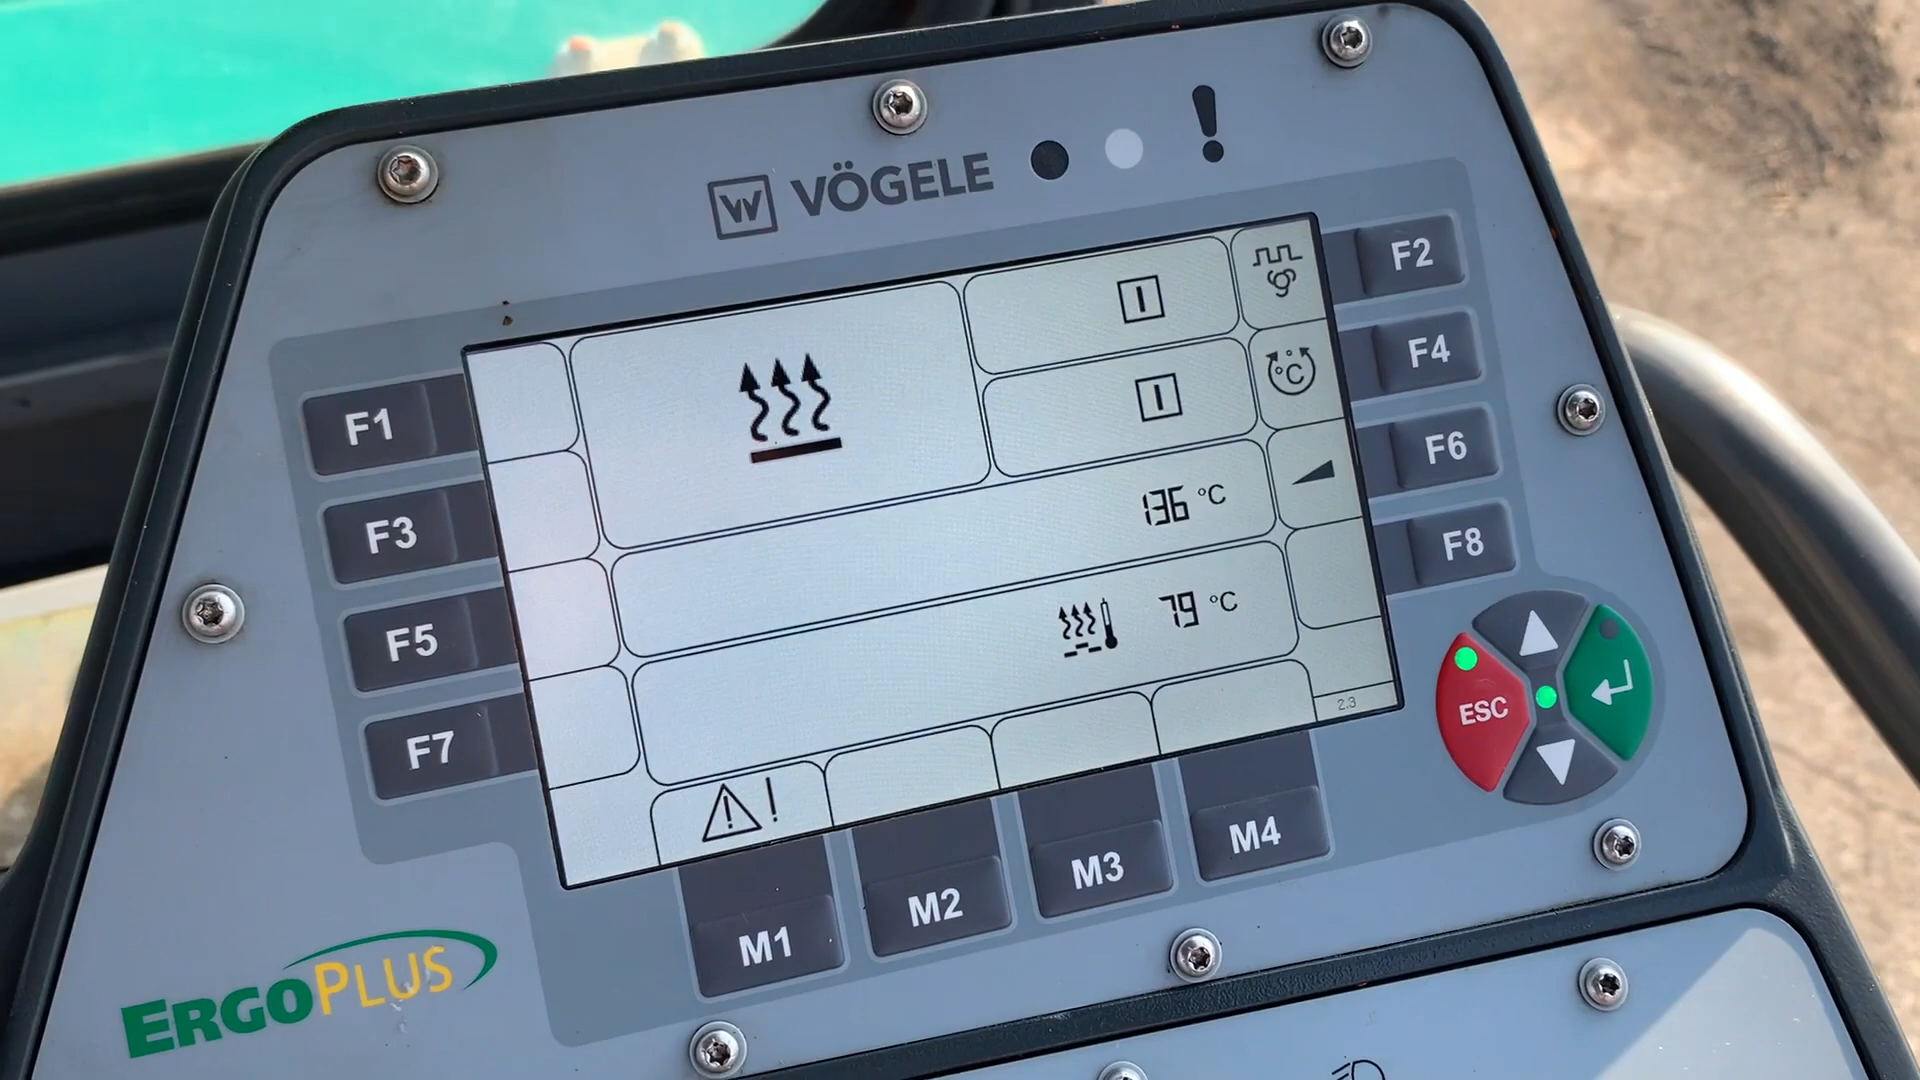 VÖGELE
F1
F2
F3
F4
°C
F5
F6
136 °C
F7
F8
79 °C
ESC
2.3
!
M1
M2
M3
M4
ERGOPLUS